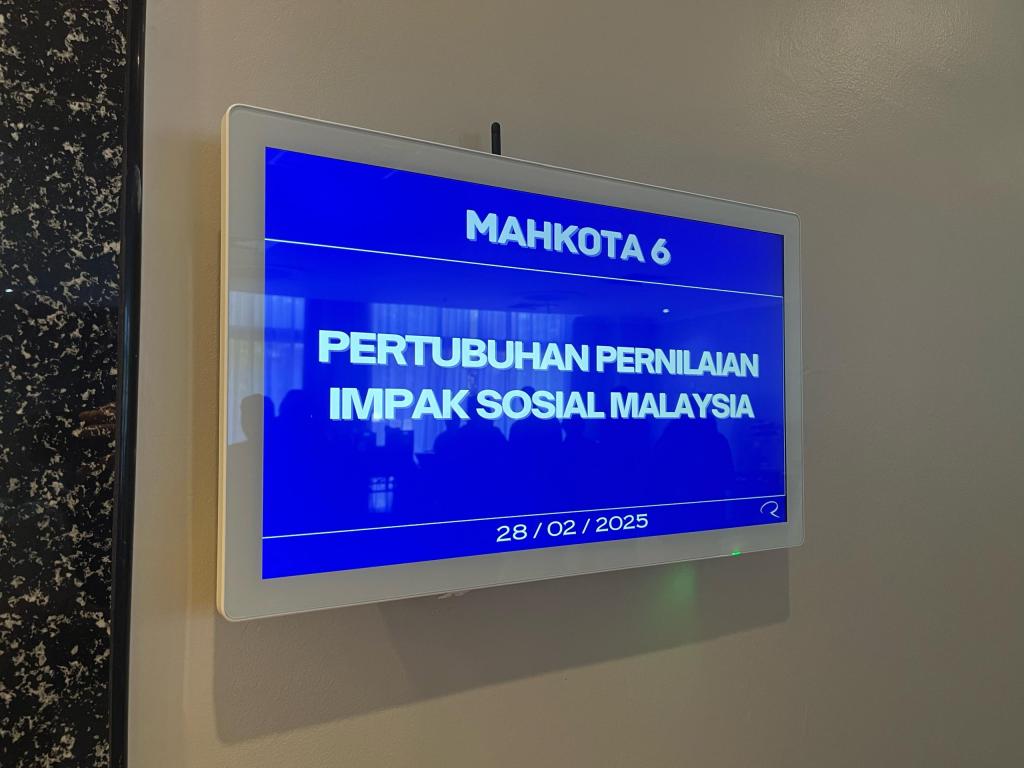 MAHKOTA 6
PERTUBUHAN PERNILAIAN
IMPAK SOSIAL MALAYSIA
28 / 02 / 2025